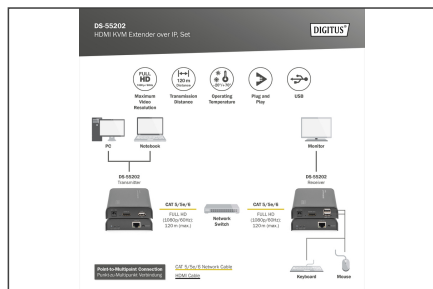 DS-55202
HDMI KVM Extender over IP, Set
DIGITUS®
FULL
HD
120 m
Distance
Maximum
Video
Resolution
Transmission
Distance
Operating
Temperature
Plug and
Play
USB
PC
Notebook
Monitor
DS-55202
Transmitter
DS-55202
Receiver
CAT 5/5e/6
FULL HD
(1080p/60Hz)
120 m (max.)
Network
Switch
CAT 5/5e/6
FULL HD
(1080p/60Hz)
120 m (max.)
Point-to-Multipoint Connection
Punkt-zu-Multipunkt Verbindung
CAT 5/5e/6 Network Cable
HDMI Cable
Keyboard
Mouse